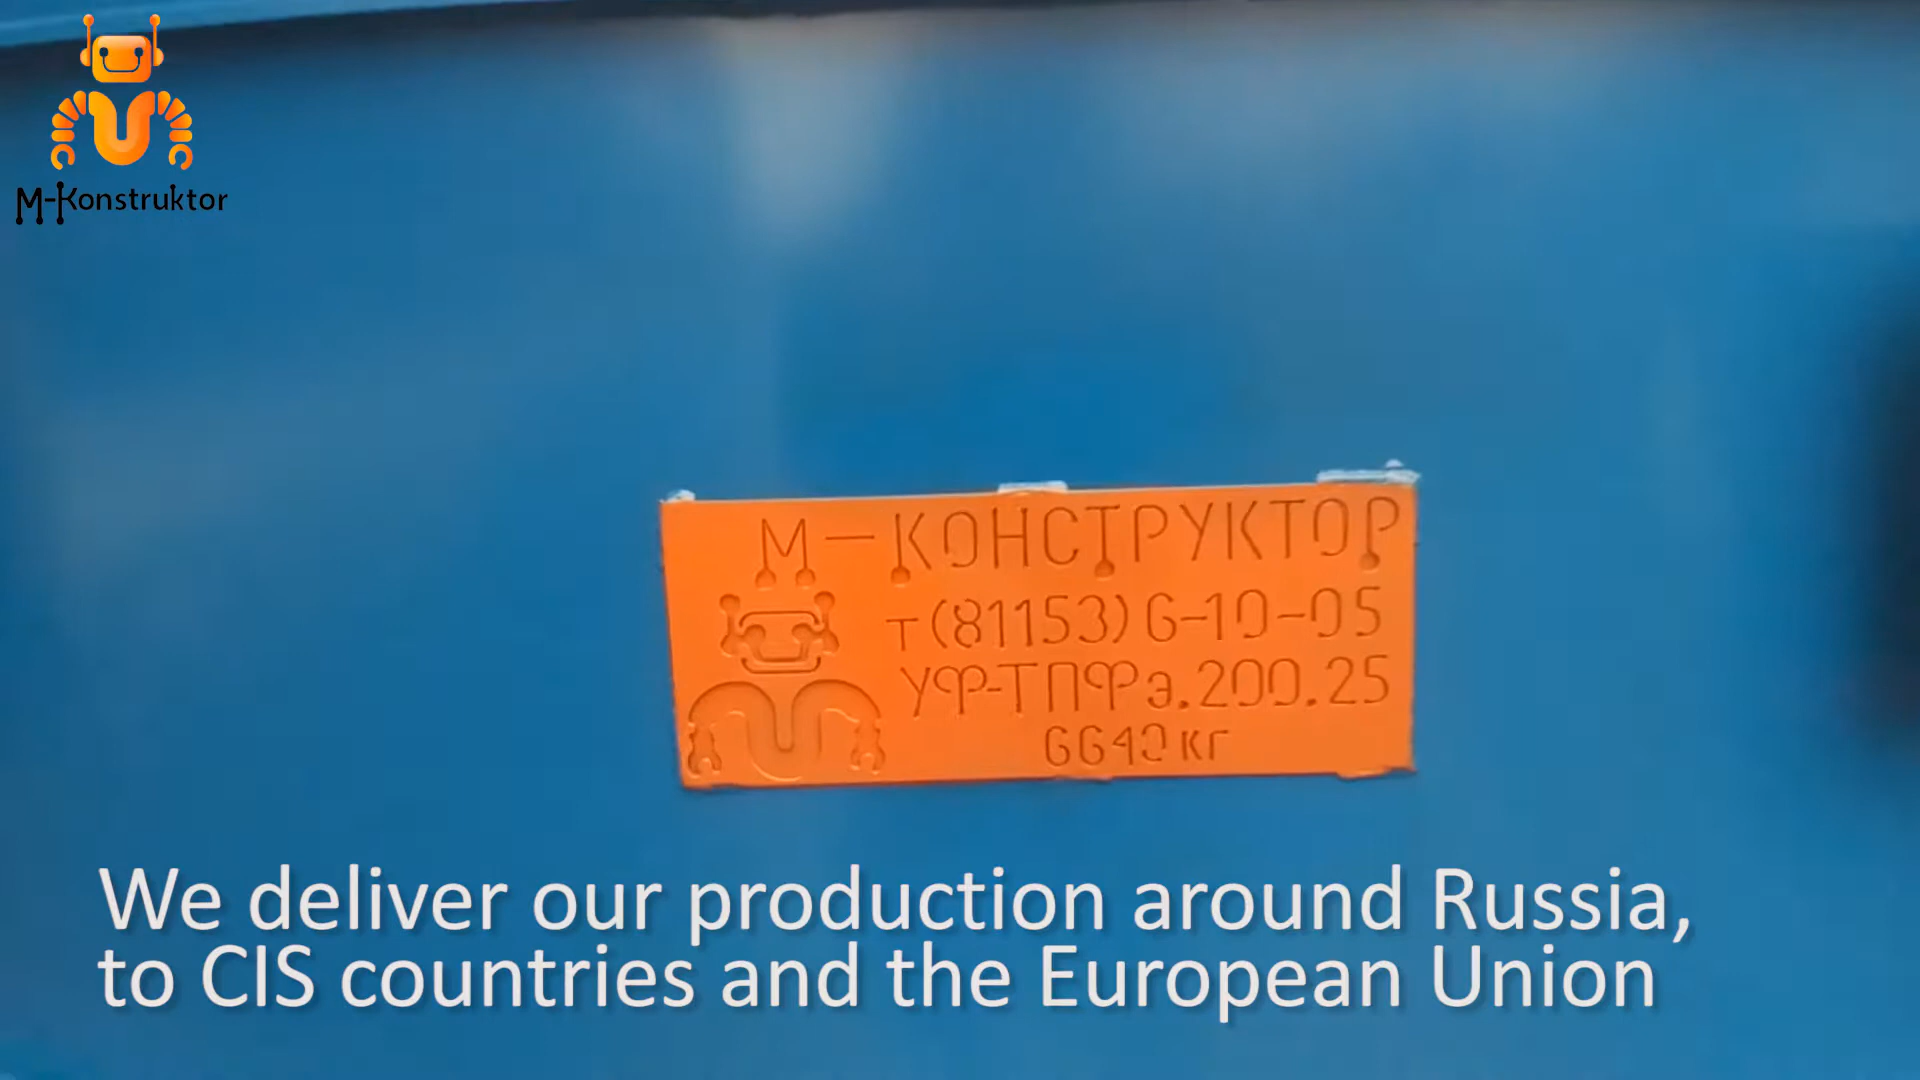 M-Konstruktor
М-КОНСТРУКТОР
т(81153)6-10-05
УФ-ТПФэ.200.25
6640кг
We deliver our production around Russia,
to CIS countries and the European Union